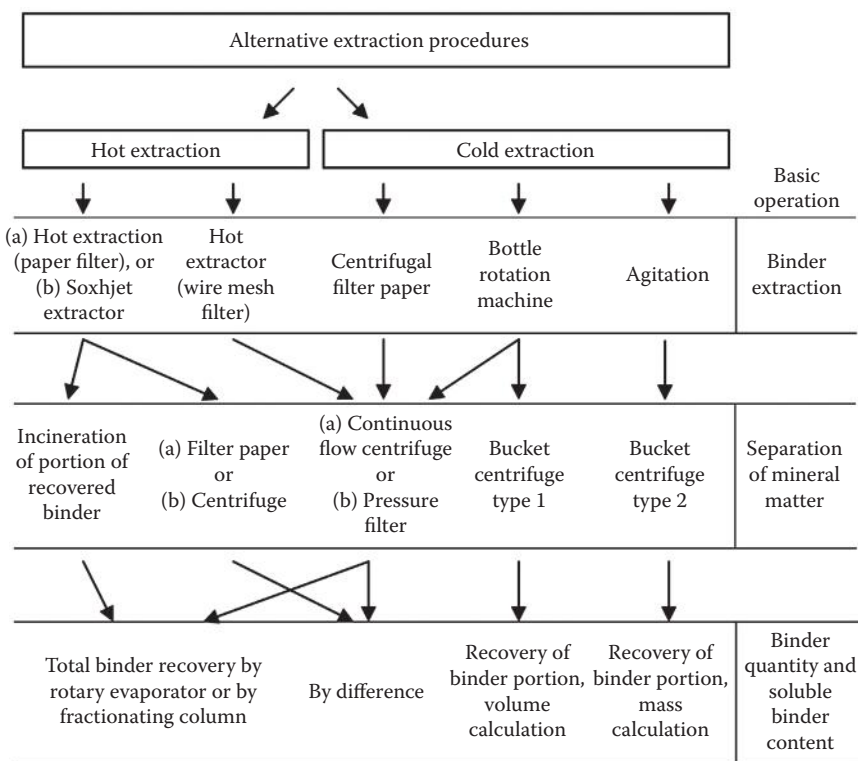 Alternative extraction procedures
Hot extraction
Cold extraction
Basic
operation
(a) Hot extraction
(paper filter), or
(b) Soxhjet
extractor
Hot
extractor
(wire mesh
filter)
Centrifugal
filter paper
Bottle
rotation
machine
Agitation
Binder
extraction
Incineration
of portion of
recovered
binder
(a) Filter paper
or
(b) Centrifuge
(a) Continuous
flow centrifuge
or
(b) Pressure
filter
Bucket
centrifuge
type 1
Bucket
centrifuge
type 2
Separation
of mineral
matter
Total binder recovery by
rotary evaporator or by
fractionating column
By difference
Recovery of
binder portion,
volume
calculation
Recovery of
binder portion,
mass
calculation
Binder
quantity and
soluble
binder
content